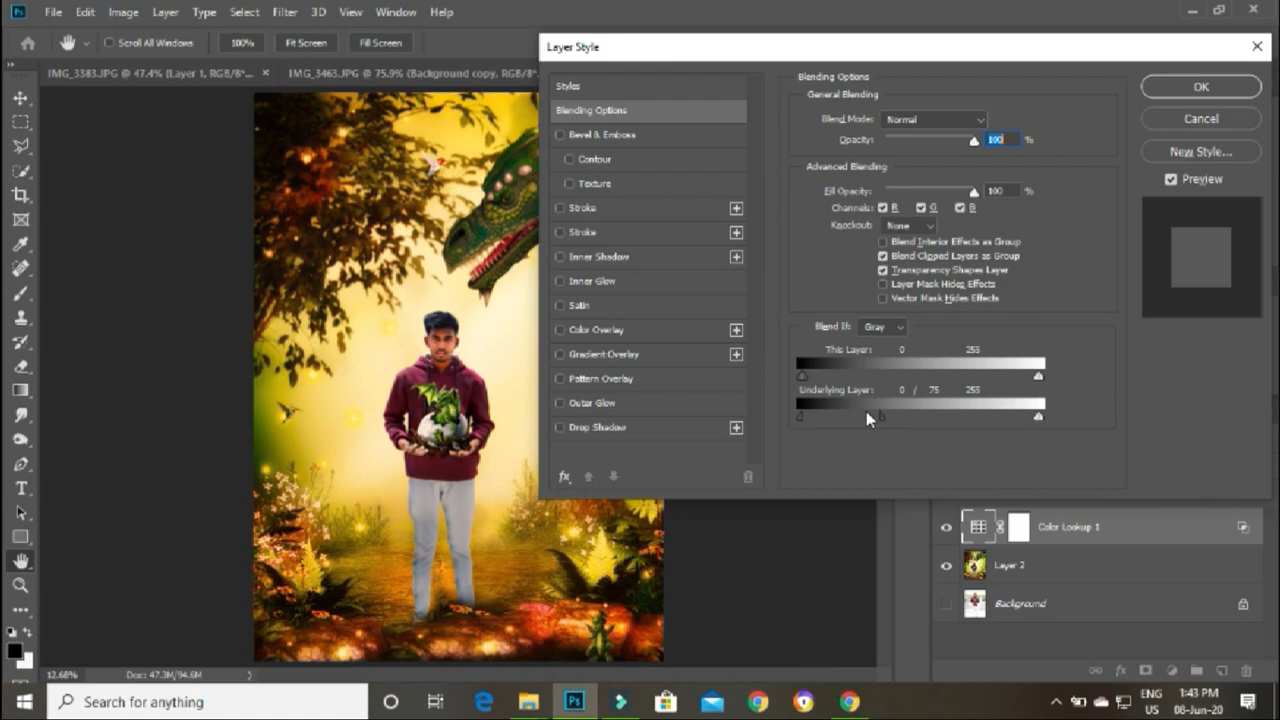 Ps File Edit Image Layer Type Select Filter 3D View Window Help
Scroll All Windows 100% Fit Screen Fill Screen
IMG_3383.JPG @ 47.4% (Layer 1, RGB/8*... × IMG_3463.JPG @ 75.9% (Background copy, RGB/8*
Layer Style
Styles
Blending Options
Bevel & Emboss
Contour
Texture
Stroke
Stroke
Inner Shadow
Inner Glow
Satin
Color Overlay
Gradient Overlay
Pattern Overlay
Outer Glow
Drop Shadow
fx
Blending Options
General Blending
Blend Mode: Normal
Opacity: 100 %
Advanced Blending
Fill Opacity: 100 %
Channels: R G B
Knockout: None
Blend Interior Effects as Group
Blend Clipped Layers as Group
Transparency Shapes Layer
Layer Mask Hides Effects
Vector Mask Hides Effects
Blend If: Gray
This Layer: 0 255
Underlying Layer: 0 / 75 255
OK
Cancel
New Style...
Preview
Color Lookup 1
Layer 2
Background
fx
12.68% Doc: 47.3M/94.6M
Search for anything
Ps
ENG
US
1:43 PM
08-Jun-20